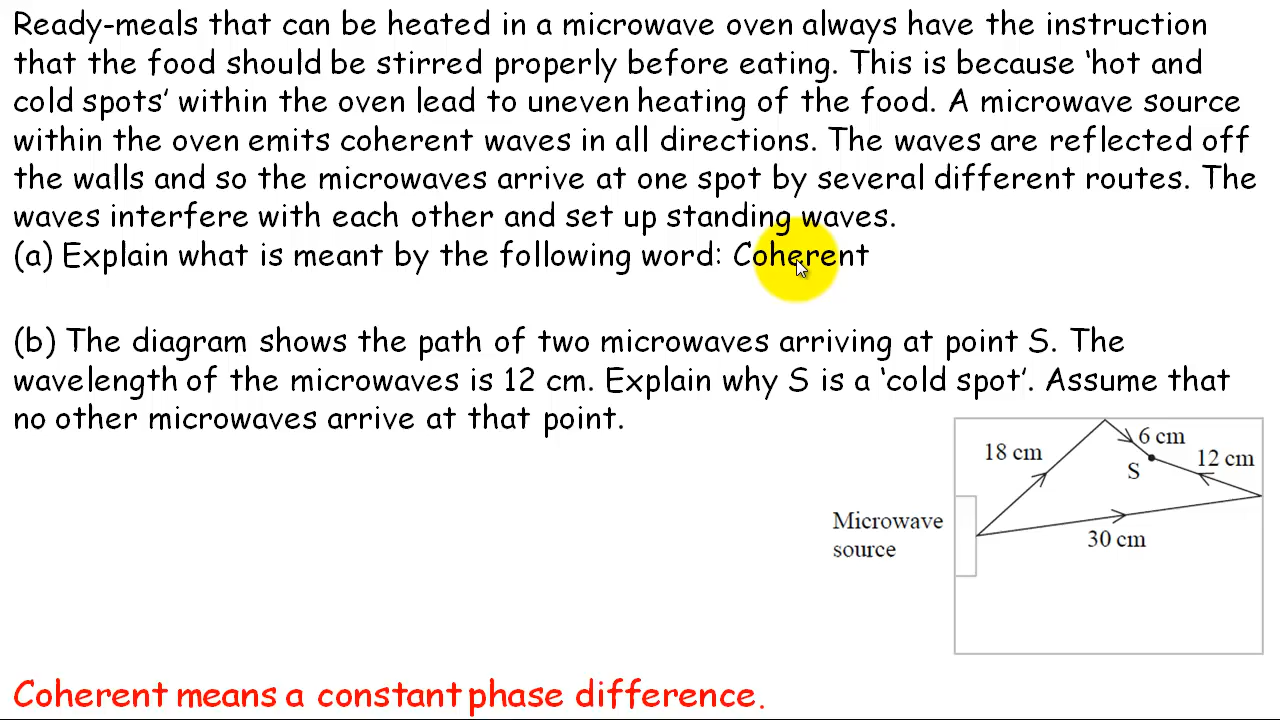 Ready-meals that can be heated in a microwave oven always have the instruction
that the food should be stirred properly before eating. This is because ‘hot and
cold spots’ within the oven lead to uneven heating of the food. A microwave source
within the oven emits coherent waves in all directions. The waves are reflected off
the walls and so the microwaves arrive at one spot by several different routes. The
waves interfere with each other and set up standing waves.
(a) Explain what is meant by the following word: Coherent
(b) The diagram shows the path of two microwaves arriving at point S. The
wavelength of the microwaves is 12 cm. Explain why S is a ‘cold spot’. Assume that
no other microwaves arrive at that point.
6 cm
18 cm
12 cm
S
Microwave
source
30 cm
Coherent means a constant phase difference.